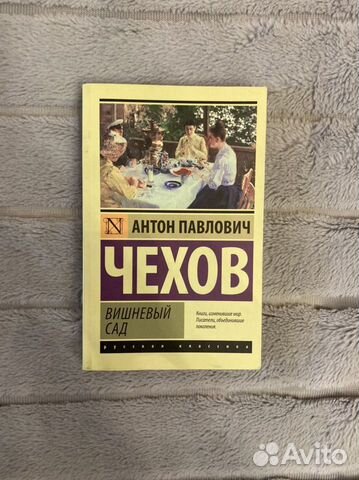 N
АНТОН ПАВЛОВИЧ
ЧЕХОВ
ВИШНЕВЫЙ
САД
Книги, изменившие мир.
Писатели, объединившие
поколения.
русская классика
Avito